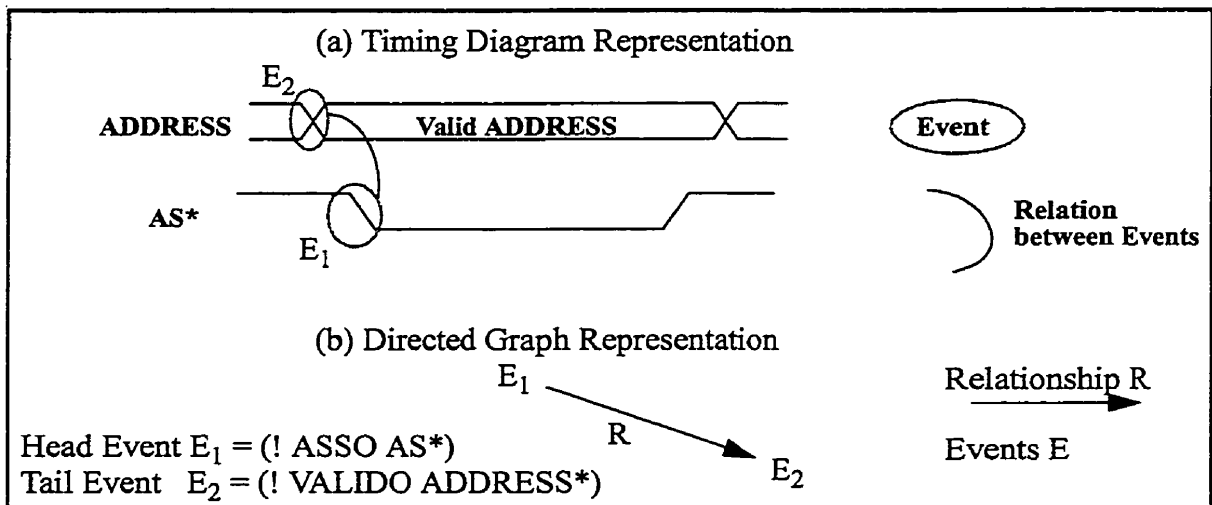 (a) Timing Diagram Representation
E2
ADDRESS
Valid ADDRESS
Event
AS*
E1
Relation
between Events
(b) Directed Graph Representation
E1
Relationship R
R
Head Event E1 = (! ASSO AS*)
Events E
Tail Event E2 = (! VALIDO ADDRESS*)
E2